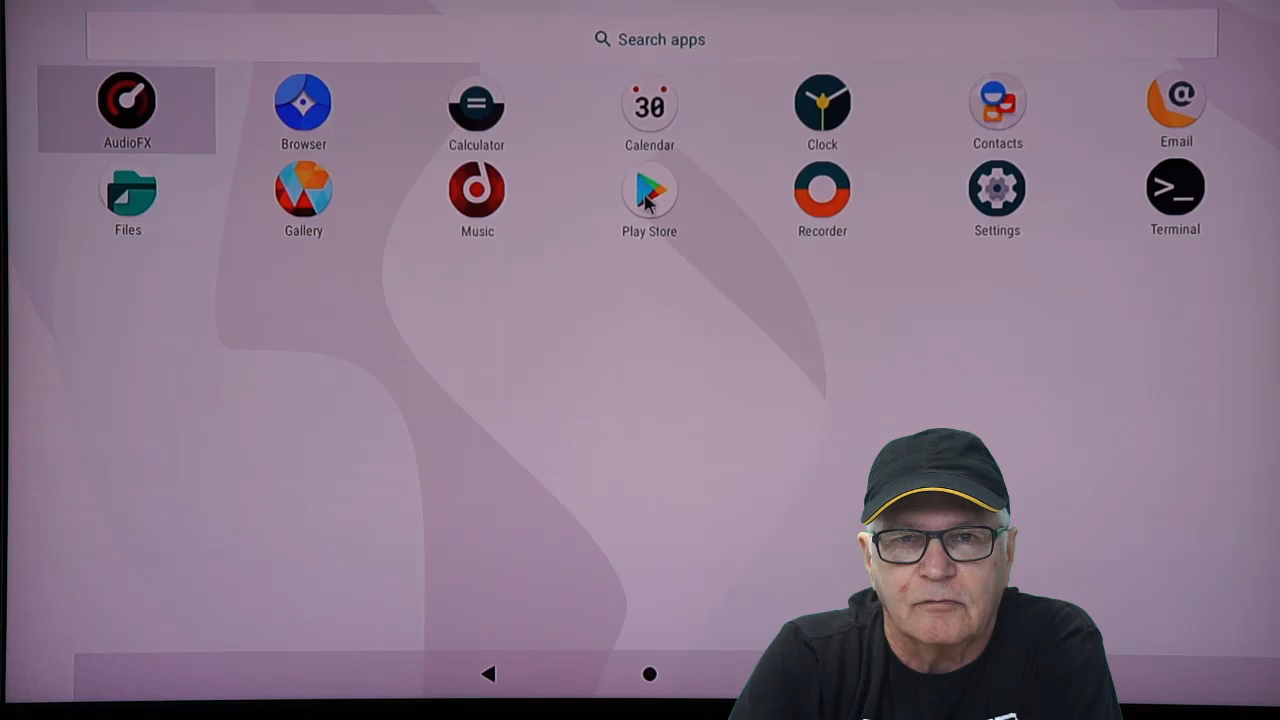 Search apps
AudioFX
Browser
Calculator
30
Calendar
Clock
Contacts
@
Email
Files
Gallery
Music
Play Store
Recorder
Settings
>_
Terminal